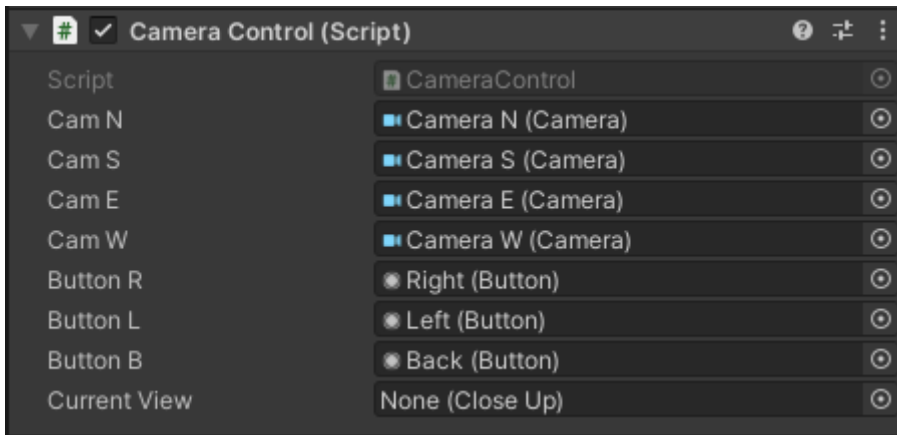 Camera Control (Script)
Script CameraControl
Cam N Camera N (Camera)
Cam S Camera S (Camera)
Cam E Camera E (Camera)
Cam W Camera W (Camera)
Button R Right (Button)
Button L Left (Button)
Button B Back (Button)
Current View None (Close Up)